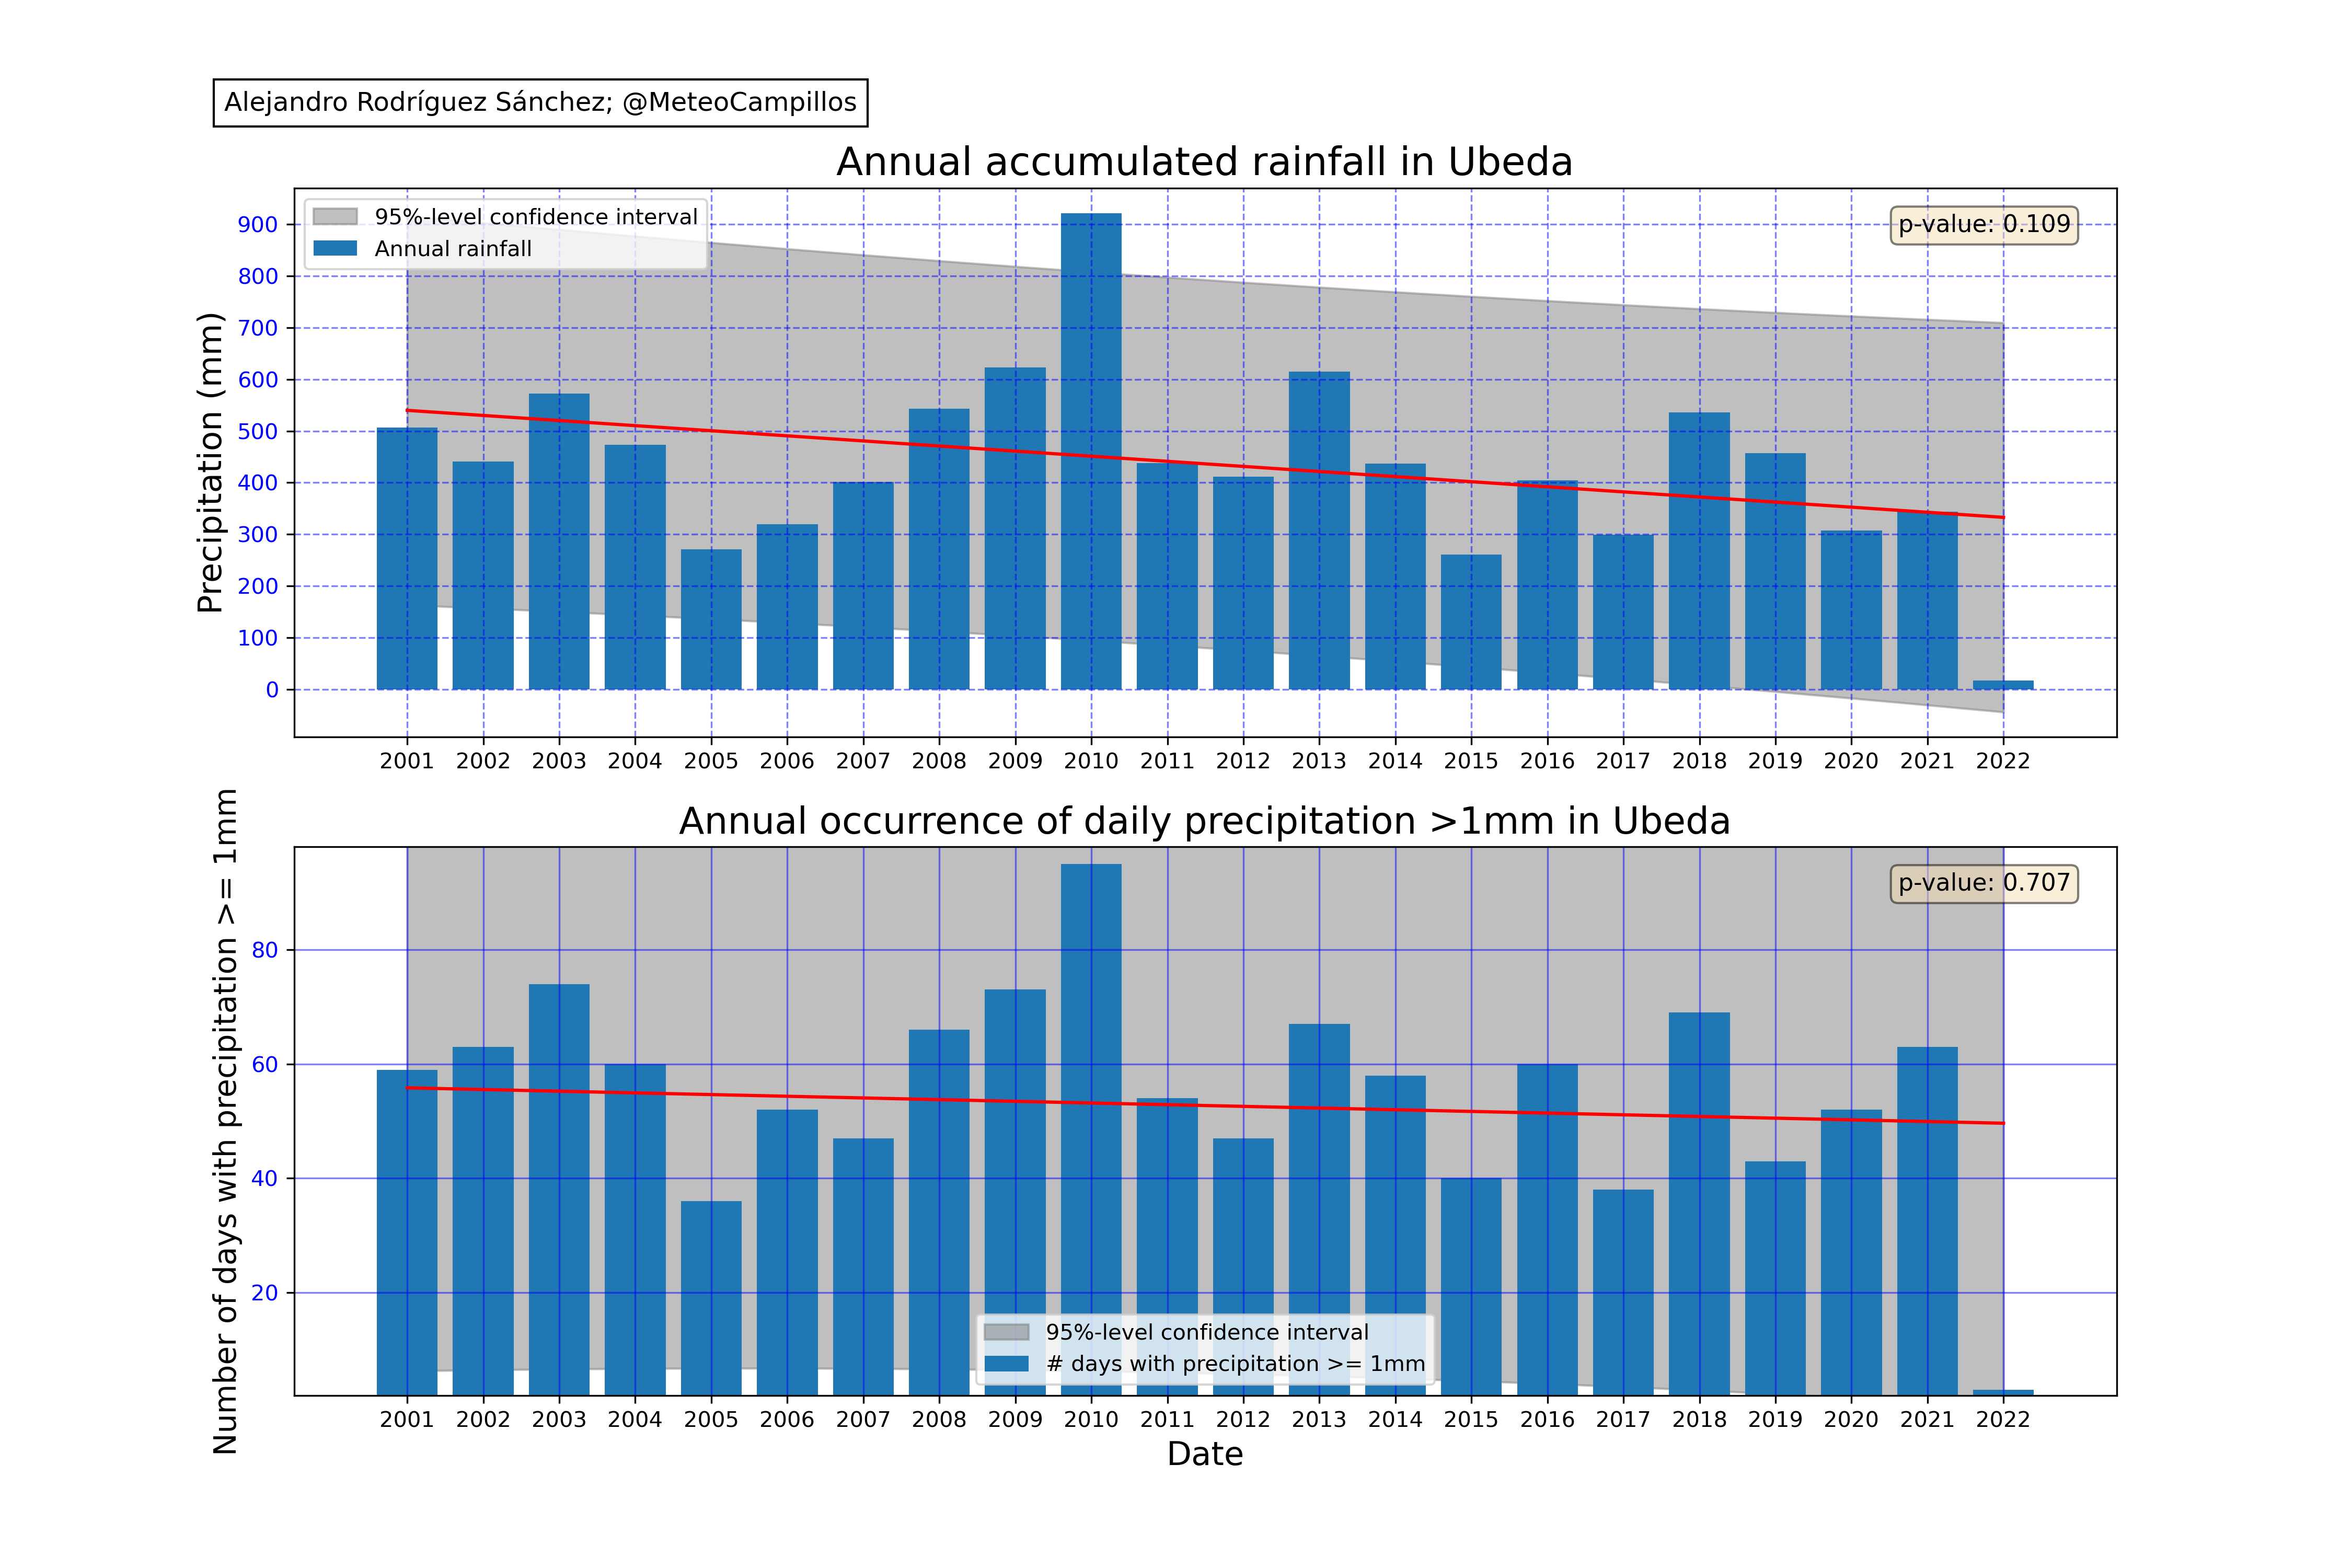 Alejandro Rodríguez Sánchez; @MeteoCampillos
Annual accumulated rainfall in Ubeda
95%-level confidence interval
Annual rainfall
p-value: 0.109
Precipitation (mm)
900
800
700
600
500
400
300
200
100
0
2001 2002 2003 2004 2005 2006 2007 2008 2009 2010 2011 2012 2013 2014 2015 2016 2017 2018 2019 2020 2021 2022
Annual occurrence of daily precipitation >1mm in Ubeda
p-value: 0.707
Number of days with precipitation >= 1mm
80
60
40
20
95%-level confidence interval
# days with precipitation >= 1mm
2001 2002 2003 2004 2005 2006 2007 2008 2009 2010 2011 2012 2013 2014 2015 2016 2017 2018 2019 2020 2021 2022
Date